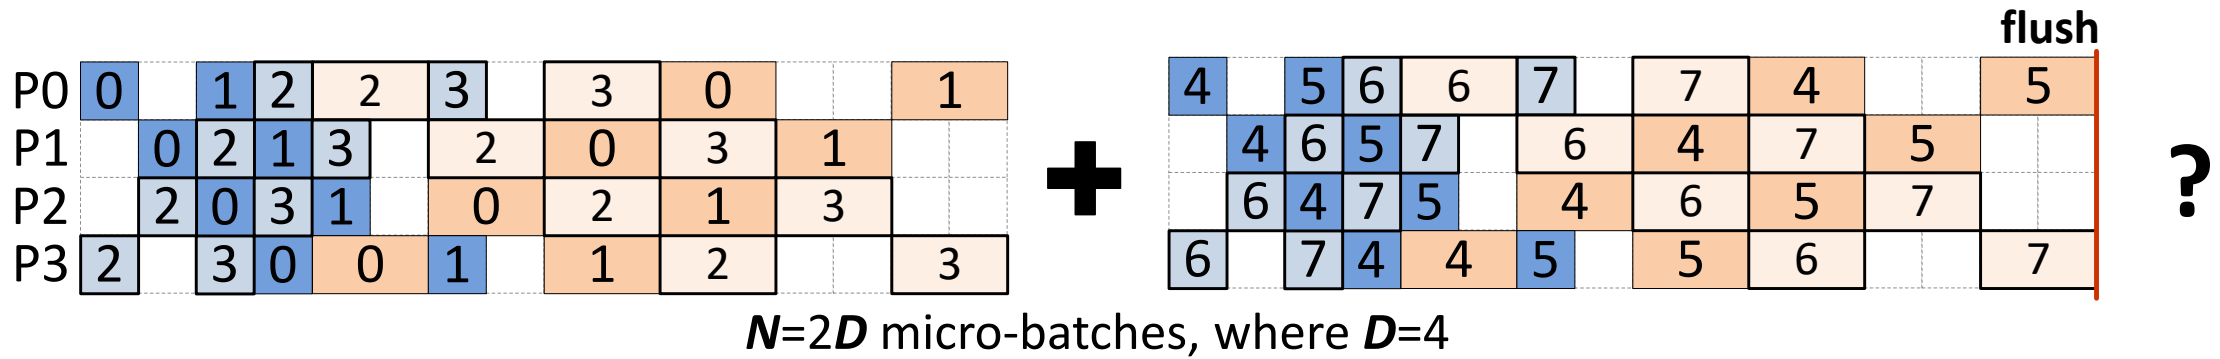 flush
P0 0 1 2 2 3 3 0 1 4 5 6 6 7 7 4 5
P1 0 2 1 3 2 0 3 1 + 4 6 5 7 6 4 7 5 ?
P2 2 0 3 1 0 2 1 3 6 4 7 5 4 6 5 7
P3 2 3 0 0 1 1 2 3 6 7 4 4 5 5 6 7
N=2D micro-batches, where D=4